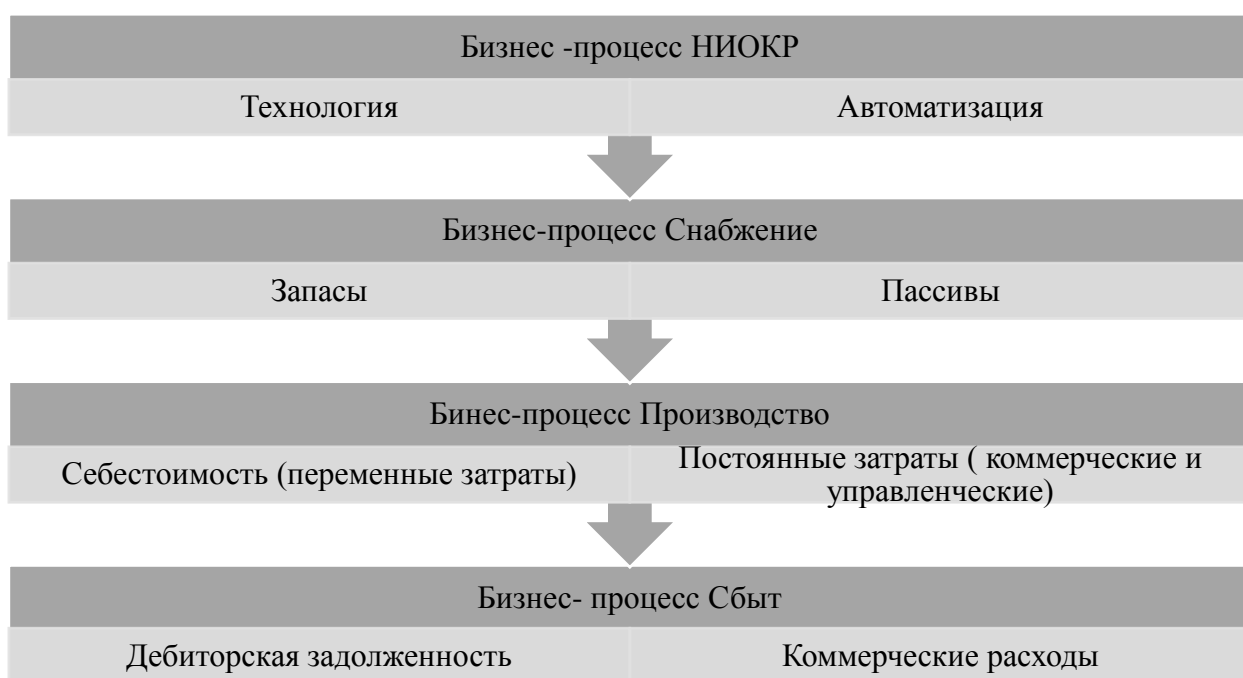 Бизнес -процесс НИОКР
Технология
Автоматизация
Бизнес-процесс Снабжение
Запасы
Пассивы
Бинес-процесс Производство
Себестоимость (переменные затраты)
Постоянные затраты ( коммерческие и
управленческие)
Бизнес- процесс Сбыт
Дебиторская задолженность
Коммерческие расходы